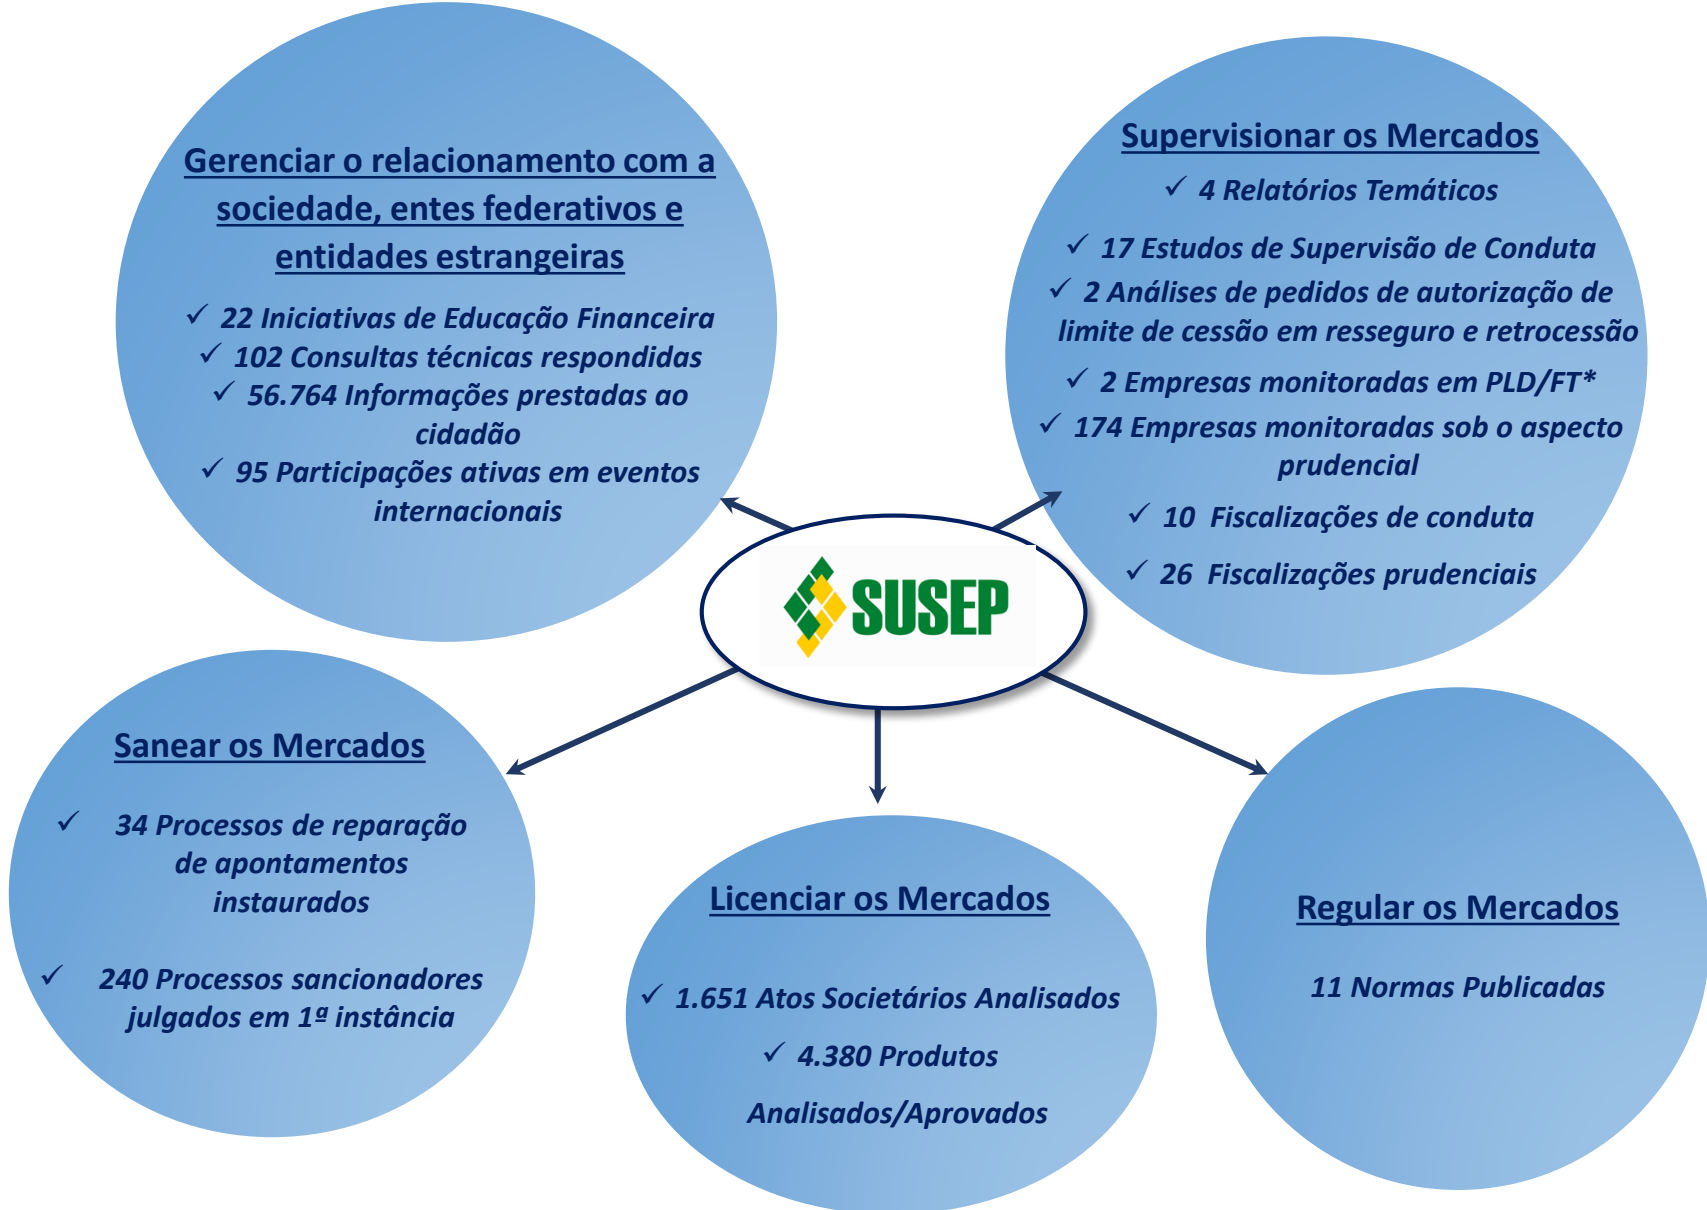 Gerenciar o relacionamento com a
sociedade, entes federativos e
entidades estrangeiras
✓ 22 Iniciativas de Educação Financeira
✓ 102 Consultas técnicas respondidas
✓ 56.764 Informações prestadas ao
cidadão
✓ 95 Participações ativas em eventos
internacionais
Supervisionar os Mercados
✓ 4 Relatórios Temáticos
✓ 17 Estudos de Supervisão de Conduta
✓ 2 Análises de pedidos de autorização de
limite de cessão em resseguro e retrocessão
✓ 2 Empresas monitoradas em PLD/FT*
✓ 174 Empresas monitoradas sob o aspecto
prudencial
✓ 10 Fiscalizações de conduta
✓ 26 Fiscalizações prudenciais
SUSEP
Sanear os Mercados
✓ 34 Processos de reparação
de apontamentos
instaurados
✓ 240 Processos sancionadores
julgados em 1ª instância
Licenciar os Mercados
✓ 1.651 Atos Societários Analisados
✓ 4.380 Produtos
Analisados/Aprovados
Regular os Mercados
11 Normas Publicadas